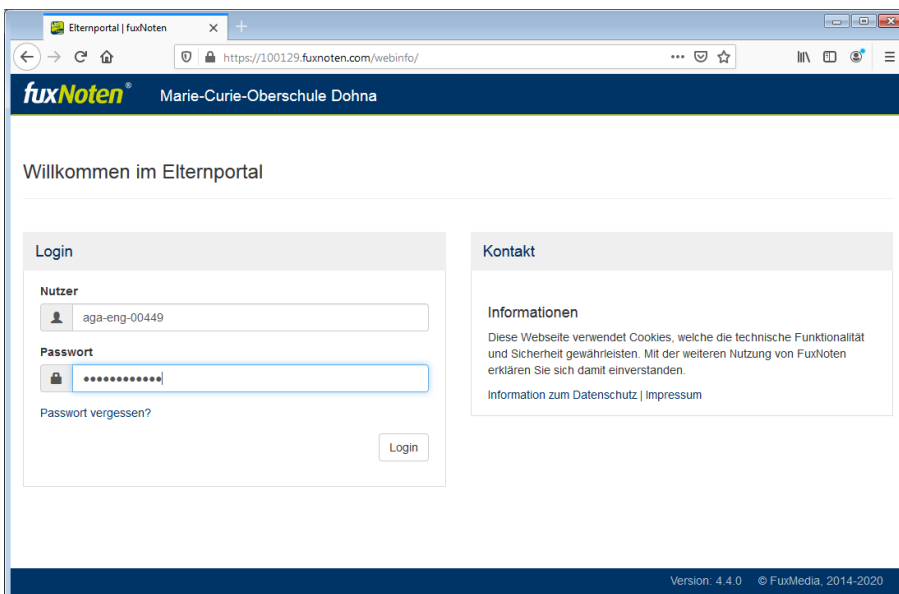 Elternportal | fuxNoten
https://100129.fuxnoten.com/webinfo/
fuxNoten® Marie-Curie-Oberschule Dohna
Willkommen im Elternportal
Login
Nutzer
aga-eng-00449
Passwort
••••••••••••
Passwort vergessen?
Login
Kontakt
Informationen
Diese Webseite verwendet Cookies, welche die technische Funktionalität
und Sicherheit gewährleisten. Mit der weiteren Nutzung von FuxNoten
erklären Sie sich damit einverstanden.
Information zum Datenschutz | Impressum
Version: 4.4.0 © FuxMedia, 2014-2020